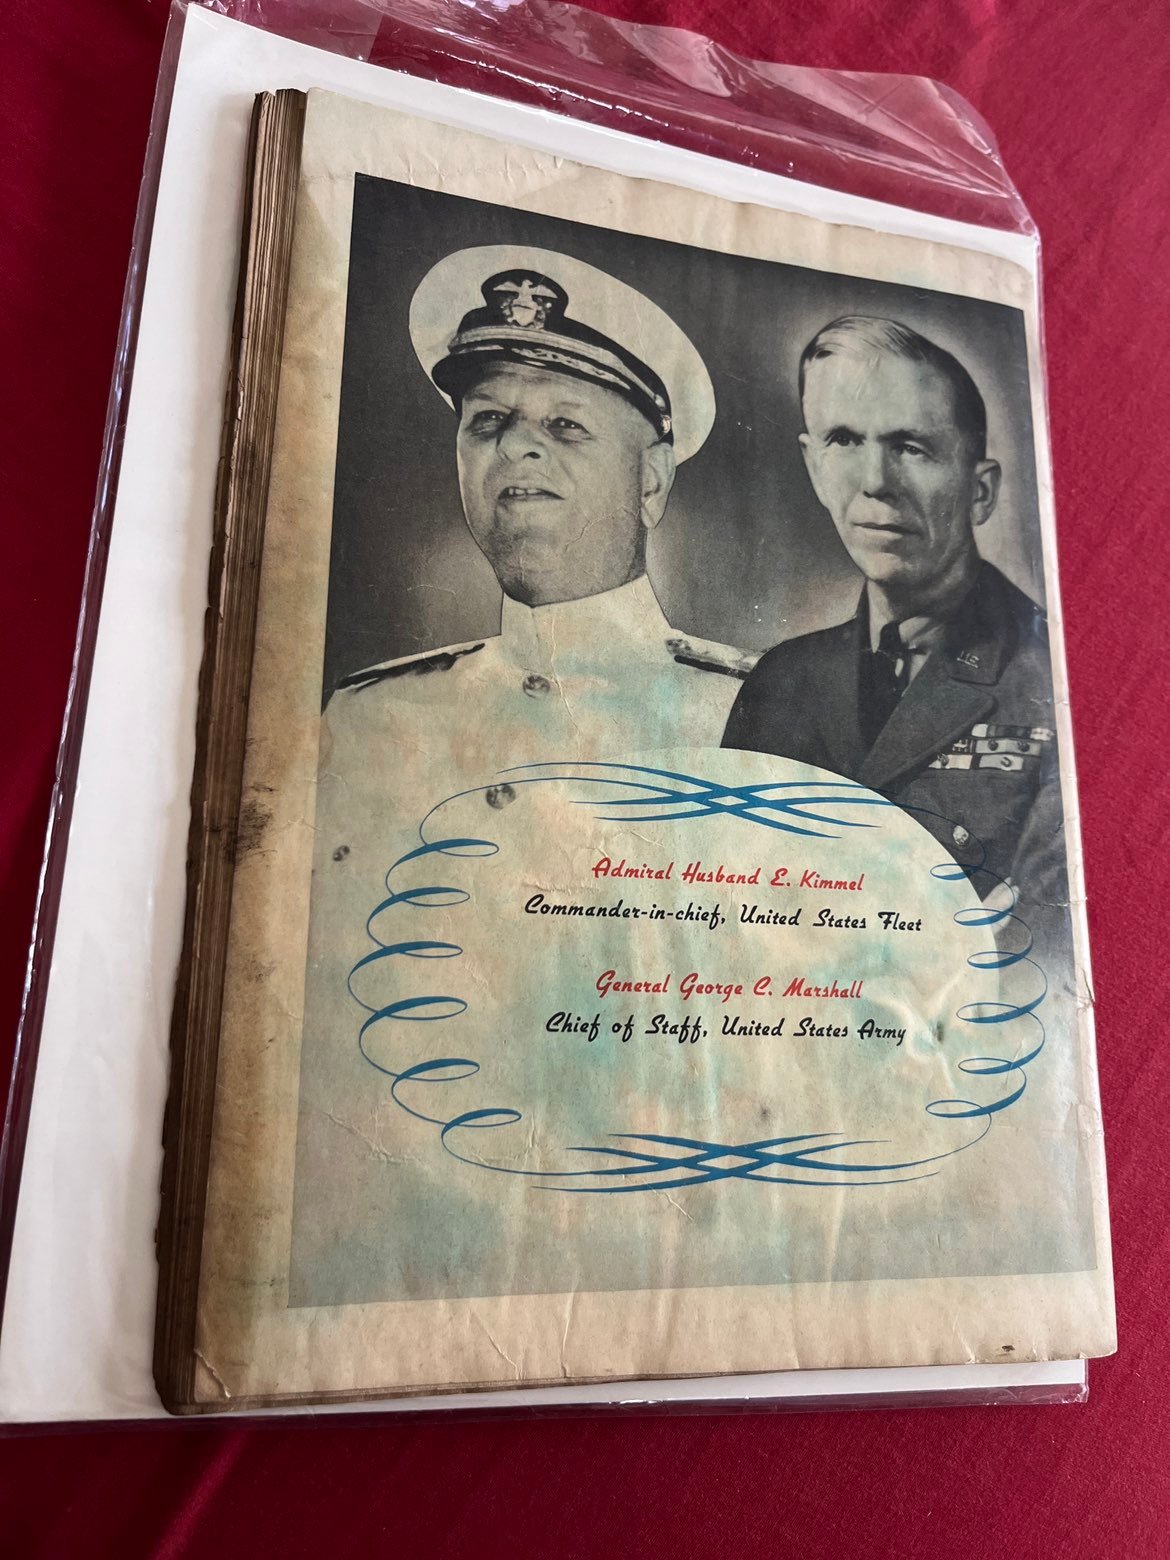 Admiral Husband E. Kimmel
Commander-in-chief, United States Fleet
General George C. Marshall
Chief of Staff, United States Army